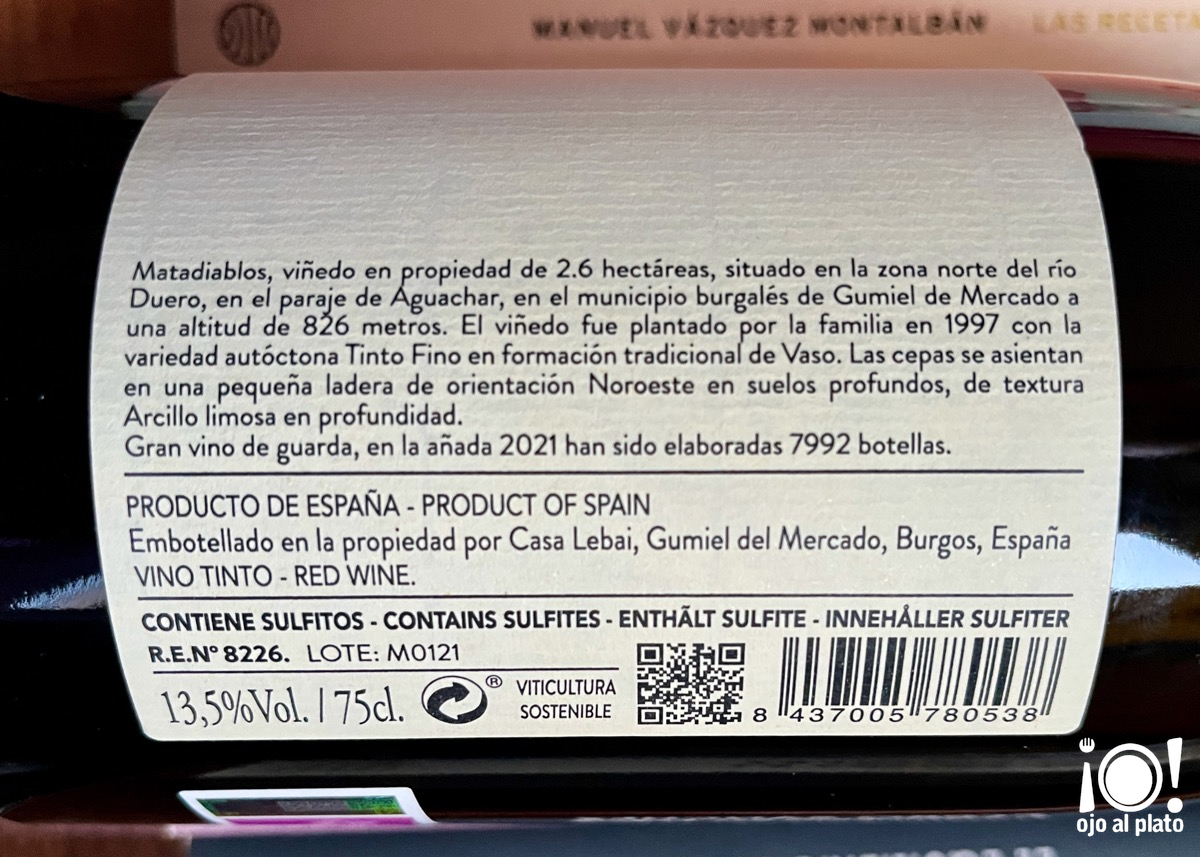 MANUEL VÁZQUEZ MONTALBÁN LAS RECETA
Matadiablos, viñedo en propiedad de 2.6 hectáreas, situado en la zona norte del río
Duero, en el paraje de Aguachar, en el municipio burgalés de Gumiel de Mercado a
una altitud de 826 metros. El viñedo fue plantado por la familia en 1997 con la
variedad autóctona Tinto Fino en formación tradicional de Vaso. Las cepas se asientan
en una pequeña ladera de orientación Noroeste en suelos profundos, de textura
Arcillo limosa en profundidad.
Gran vino de guarda, en la añada 2021 han sido elaboradas 7992 botellas.
PRODUCTO DE ESPAÑA - PRODUCT OF SPAIN
Embotellado en la propiedad por Casa Lebai, Gumiel del Mercado, Burgos, España
VINO TINTO - RED WINE.
CONTIENE SULFITOS - CONTAINS SULFITES - ENTHÃLT SULFITE - INNEHÅLLER SULFITER
R.E.Nº 8226. LOTE: M0121
13,5%Vol. / 75cl. ® VITICULTURA
SOSTENIBLE
8 437005 780538
¡O!
ojo al plato